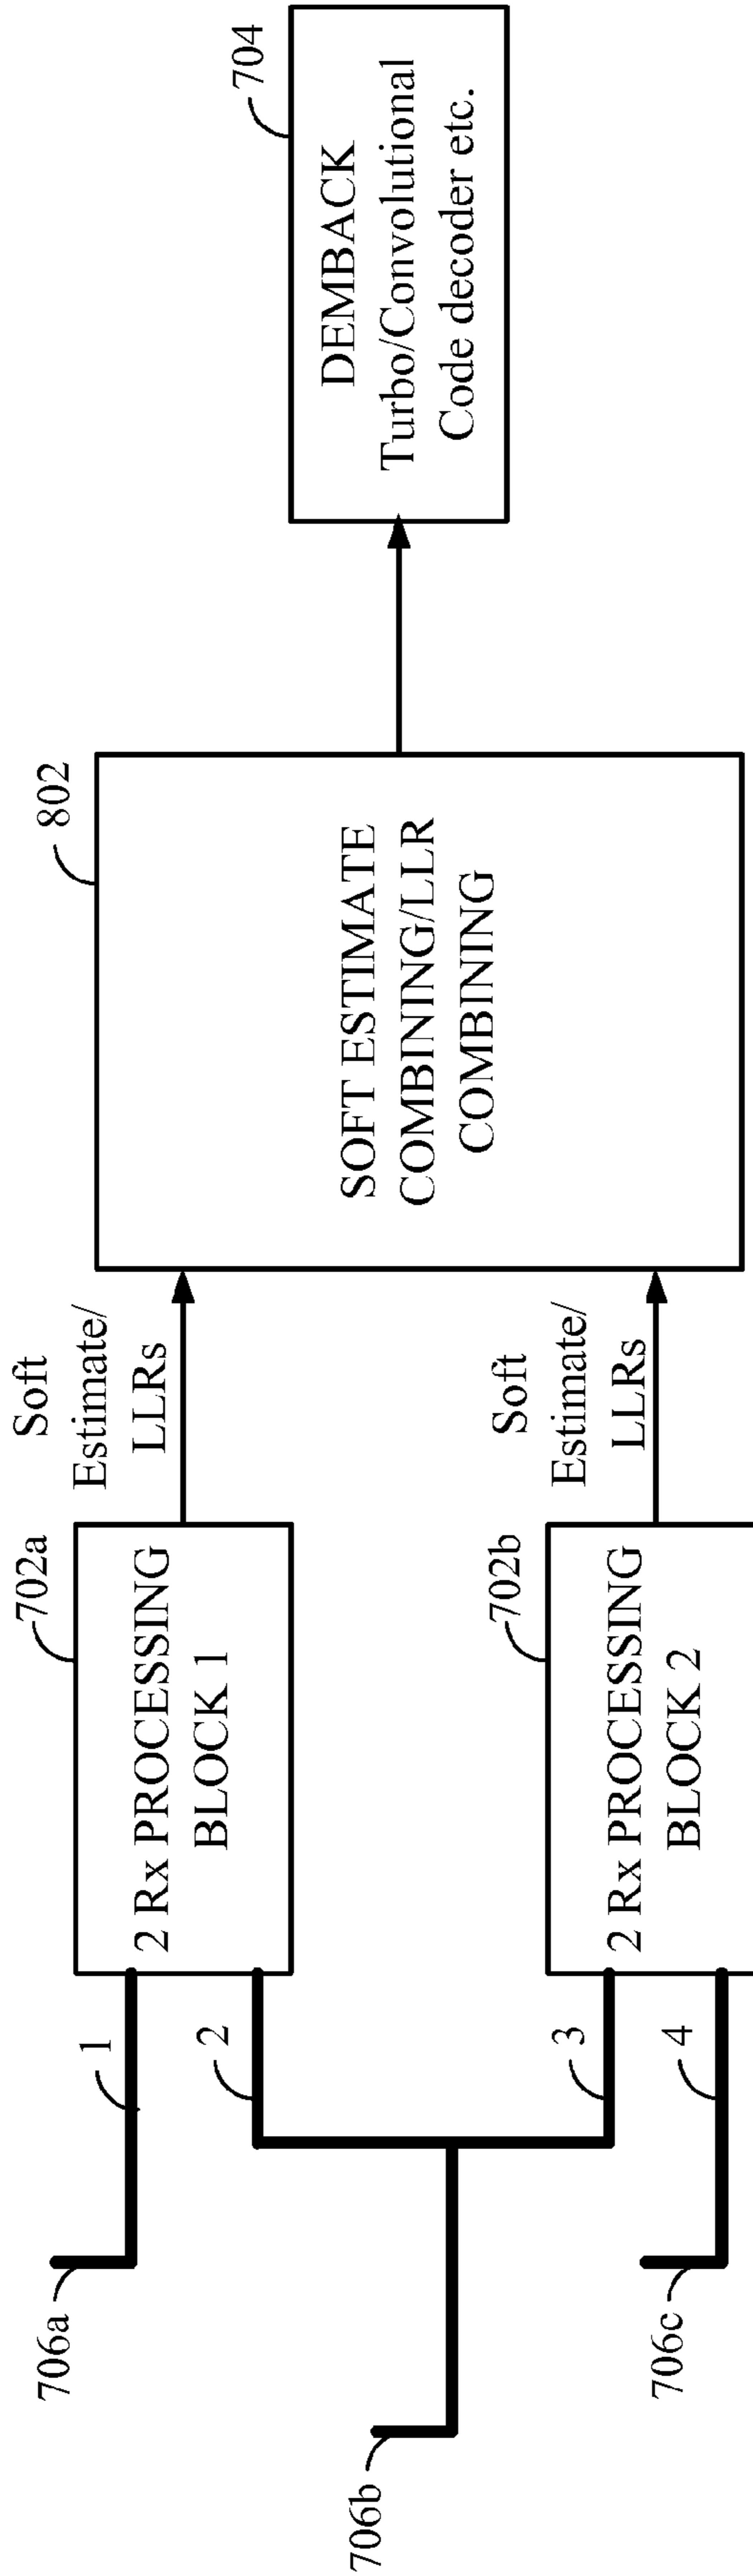 706a
706b
706c
1
2
3
4
702a
2 Rx PROCESSING
BLOCK 1
702b
2 Rx PROCESSING
BLOCK 2
Soft
Estimate/
LLRs
Soft
Estimate/
LLRs
802
SOFT ESTIMATE
COMBINING/LLR
COMBINING
704
DEMBACK
Turbo/Convolutional
Code decoder etc.